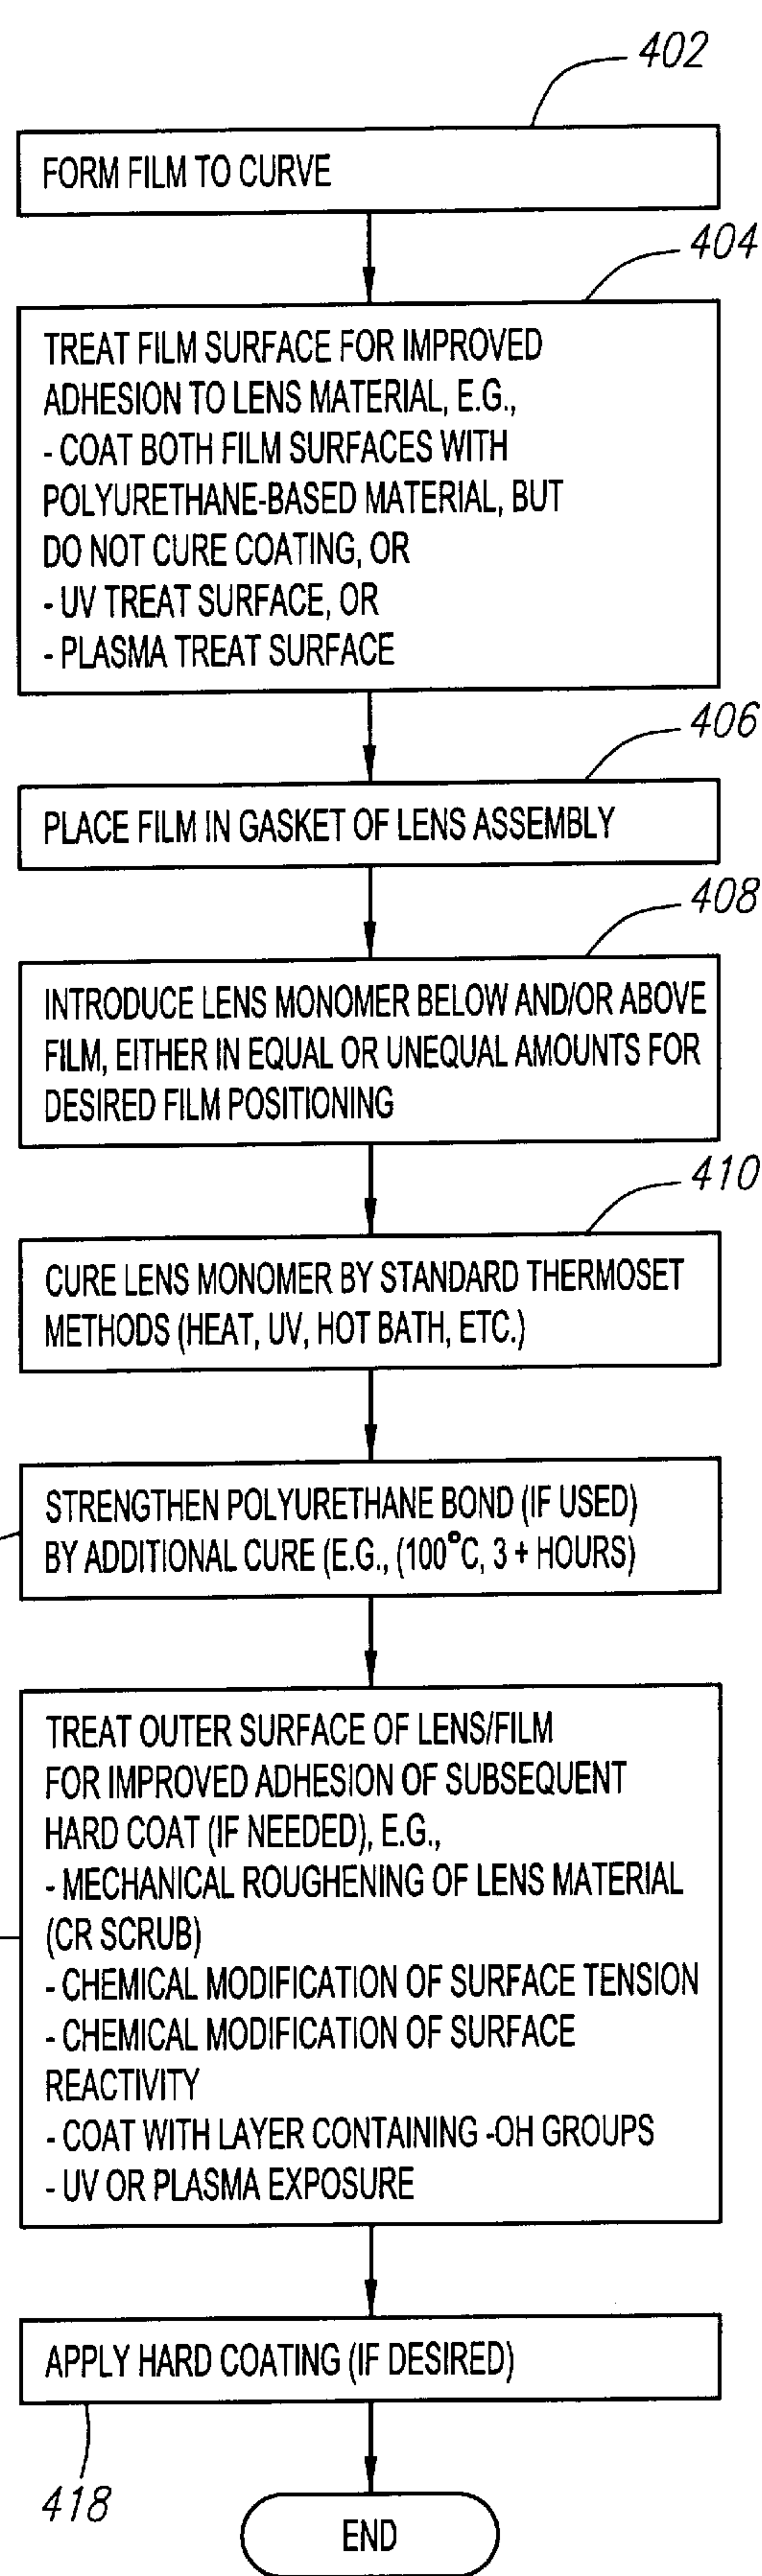 402
FORM FILM TO CURVE
404
TREAT FILM SURFACE FOR IMPROVED
ADHESION TO LENS MATERIAL, E.G.,
- COAT BOTH FILM SURFACES WITH
POLYURETHANE-BASED MATERIAL, BUT
DO NOT CURE COATING, OR
- UV TREAT SURFACE, OR
- PLASMA TREAT SURFACE
406
PLACE FILM IN GASKET OF LENS ASSEMBLY
408
INTRODUCE LENS MONOMER BELOW AND/OR ABOVE
FILM, EITHER IN EQUAL OR UNEQUAL AMOUNTS FOR
DESIRED FILM POSITIONING
410
CURE LENS MONOMER BY STANDARD THERMOSET
METHODS (HEAT, UV, HOT BATH, ETC.)
STRENGTHEN POLYURETHANE BOND (IF USED)
BY ADDITIONAL CURE (E.G., (100°C, 3 + HOURS)
TREAT OUTER SURFACE OF LENS/FILM
FOR IMPROVED ADHESION OF SUBSEQUENT
HARD COAT (IF NEEDED), E.G.,
- MECHANICAL ROUGHENING OF LENS MATERIAL
(CR SCRUB)
- CHEMICAL MODIFICATION OF SURFACE TENSION
- CHEMICAL MODIFICATION OF SURFACE
REACTIVITY
- COAT WITH LAYER CONTAINING -OH GROUPS
- UV OR PLASMA EXPOSURE
APPLY HARD COATING (IF DESIRED)
418
END